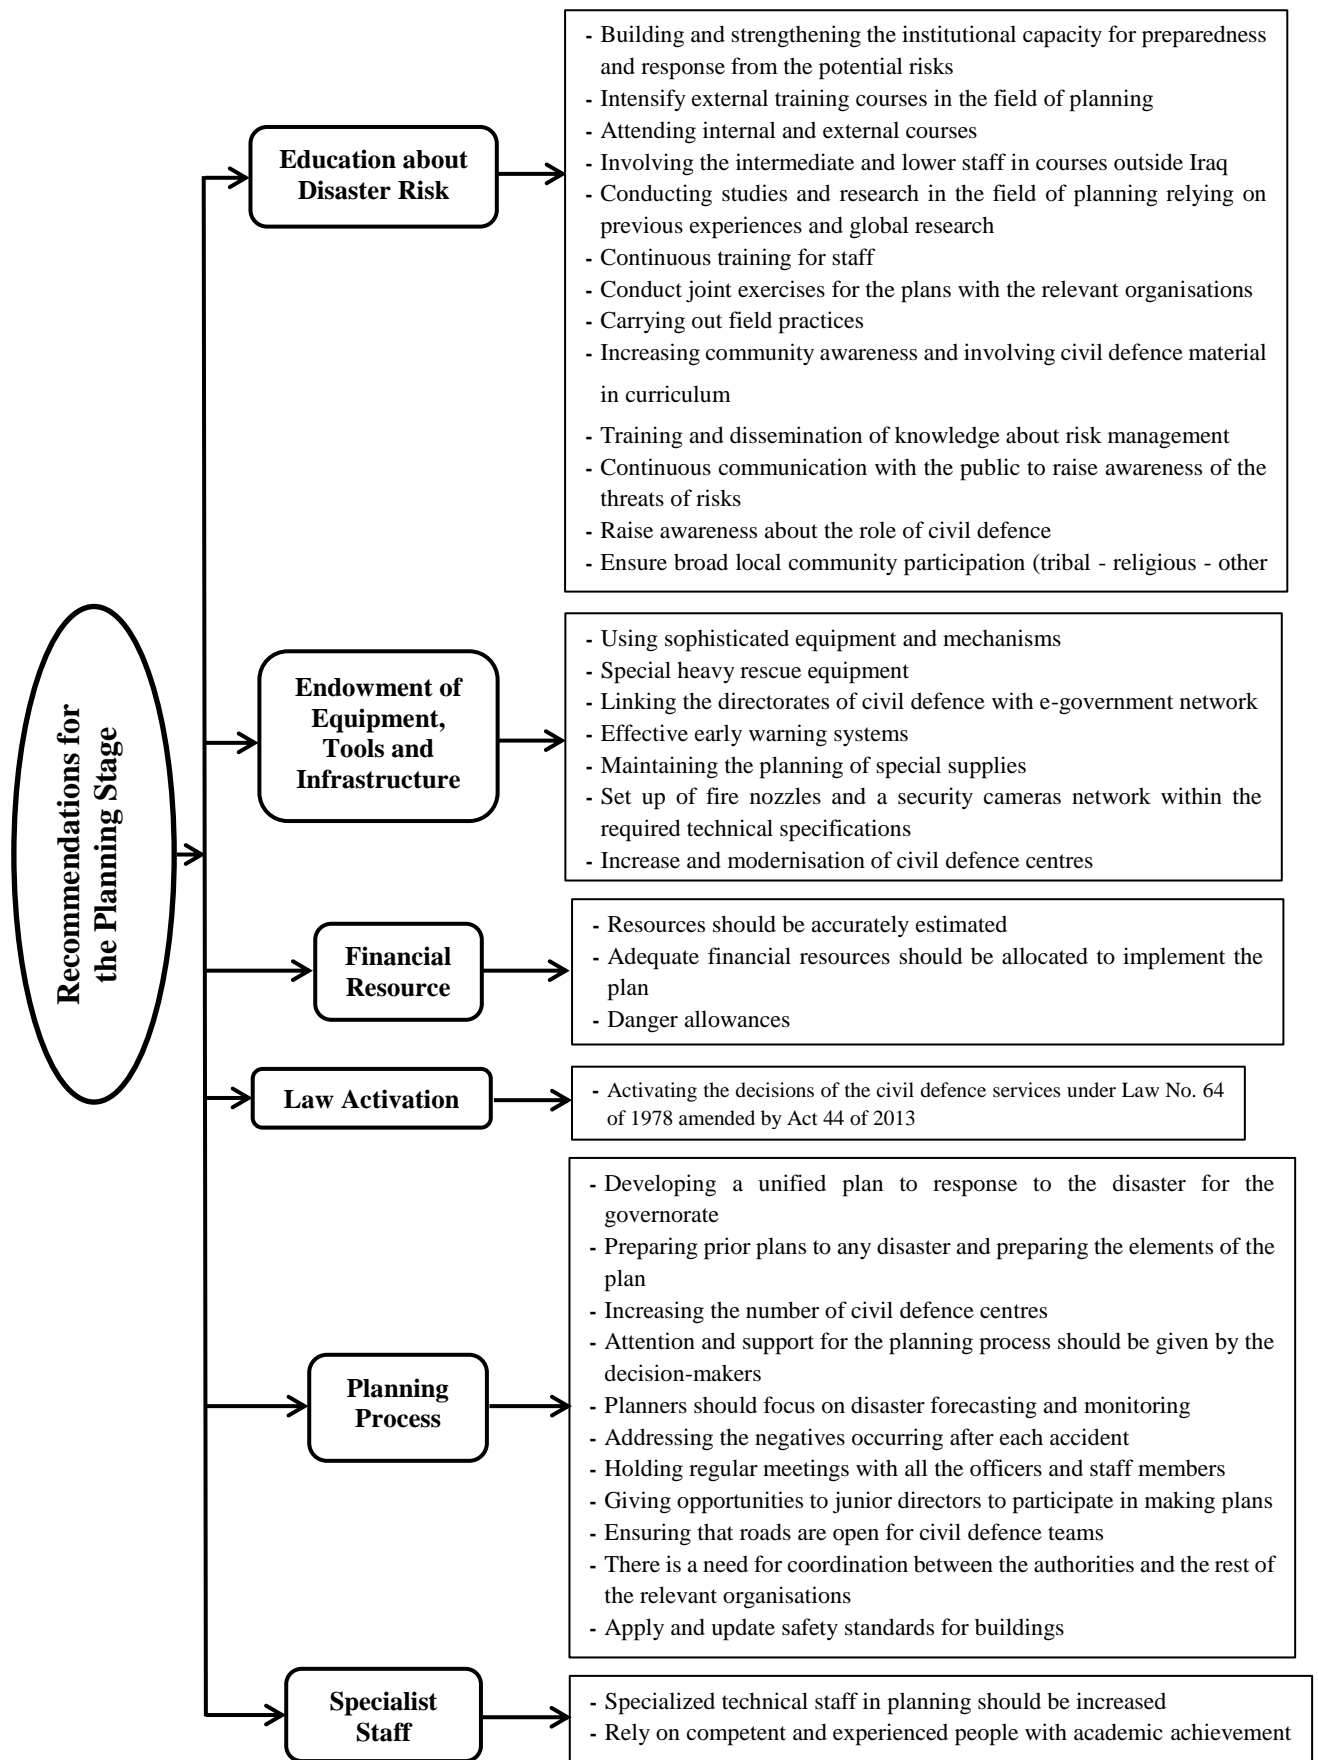 Recommendations for
the Planning Stage
Education about
Disaster Risk
- Building and strengthening the institutional capacity for preparedness
and response from the potential risks
- Intensify external training courses in the field of planning
- Attending internal and external courses
- Involving the intermediate and lower staff in courses outside Iraq
- Conducting studies and research in the field of planning relying on
previous experiences and global research
- Continuous training for staff
- Conduct joint exercises for the plans with the relevant organisations
- Carrying out field practices
- Increasing community awareness and involving civil defence material
in curriculum
- Training and dissemination of knowledge about risk management
- Continuous communication with the public to raise awareness of the
threats of risks
- Raise awareness about the role of civil defence
- Ensure broad local community participation (tribal - religious - other
Endowment of
Equipment,
Tools and
Infrastructure
- Using sophisticated equipment and mechanisms
- Special heavy rescue equipment
- Linking the directorates of civil defence with e-government network
- Effective early warning systems
- Maintaining the planning of special supplies
- Set up of fire nozzles and a security cameras network within the
required technical specifications
- Increase and modernisation of civil defence centres
Financial
Resource
- Resources should be accurately estimated
- Adequate financial resources should be allocated to implement the
plan
- Danger allowances
Law Activation
- Activating the decisions of the civil defence services under Law No. 64
of 1978 amended by Act 44 of 2013
Planning
Process
- Developing a unified plan to response to the disaster for the
governorate
- Preparing prior plans to any disaster and preparing the elements of the
plan
- Increasing the number of civil defence centres
- Attention and support for the planning process should be given by the
decision-makers
- Planners should focus on disaster forecasting and monitoring
- Addressing the negatives occurring after each accident
- Holding regular meetings with all the officers and staff members
- Giving opportunities to junior directors to participate in making plans
- Ensuring that roads are open for civil defence teams
- There is a need for coordination between the authorities and the rest of
the relevant organisations
- Apply and update safety standards for buildings
Specialist
Staff
- Specialized technical staff in planning should be increased
- Rely on competent and experienced people with academic achievement